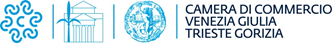 CAMERA DI COMMERCIO
VENEZIA GIULIA
TRIESTE GORIZIA